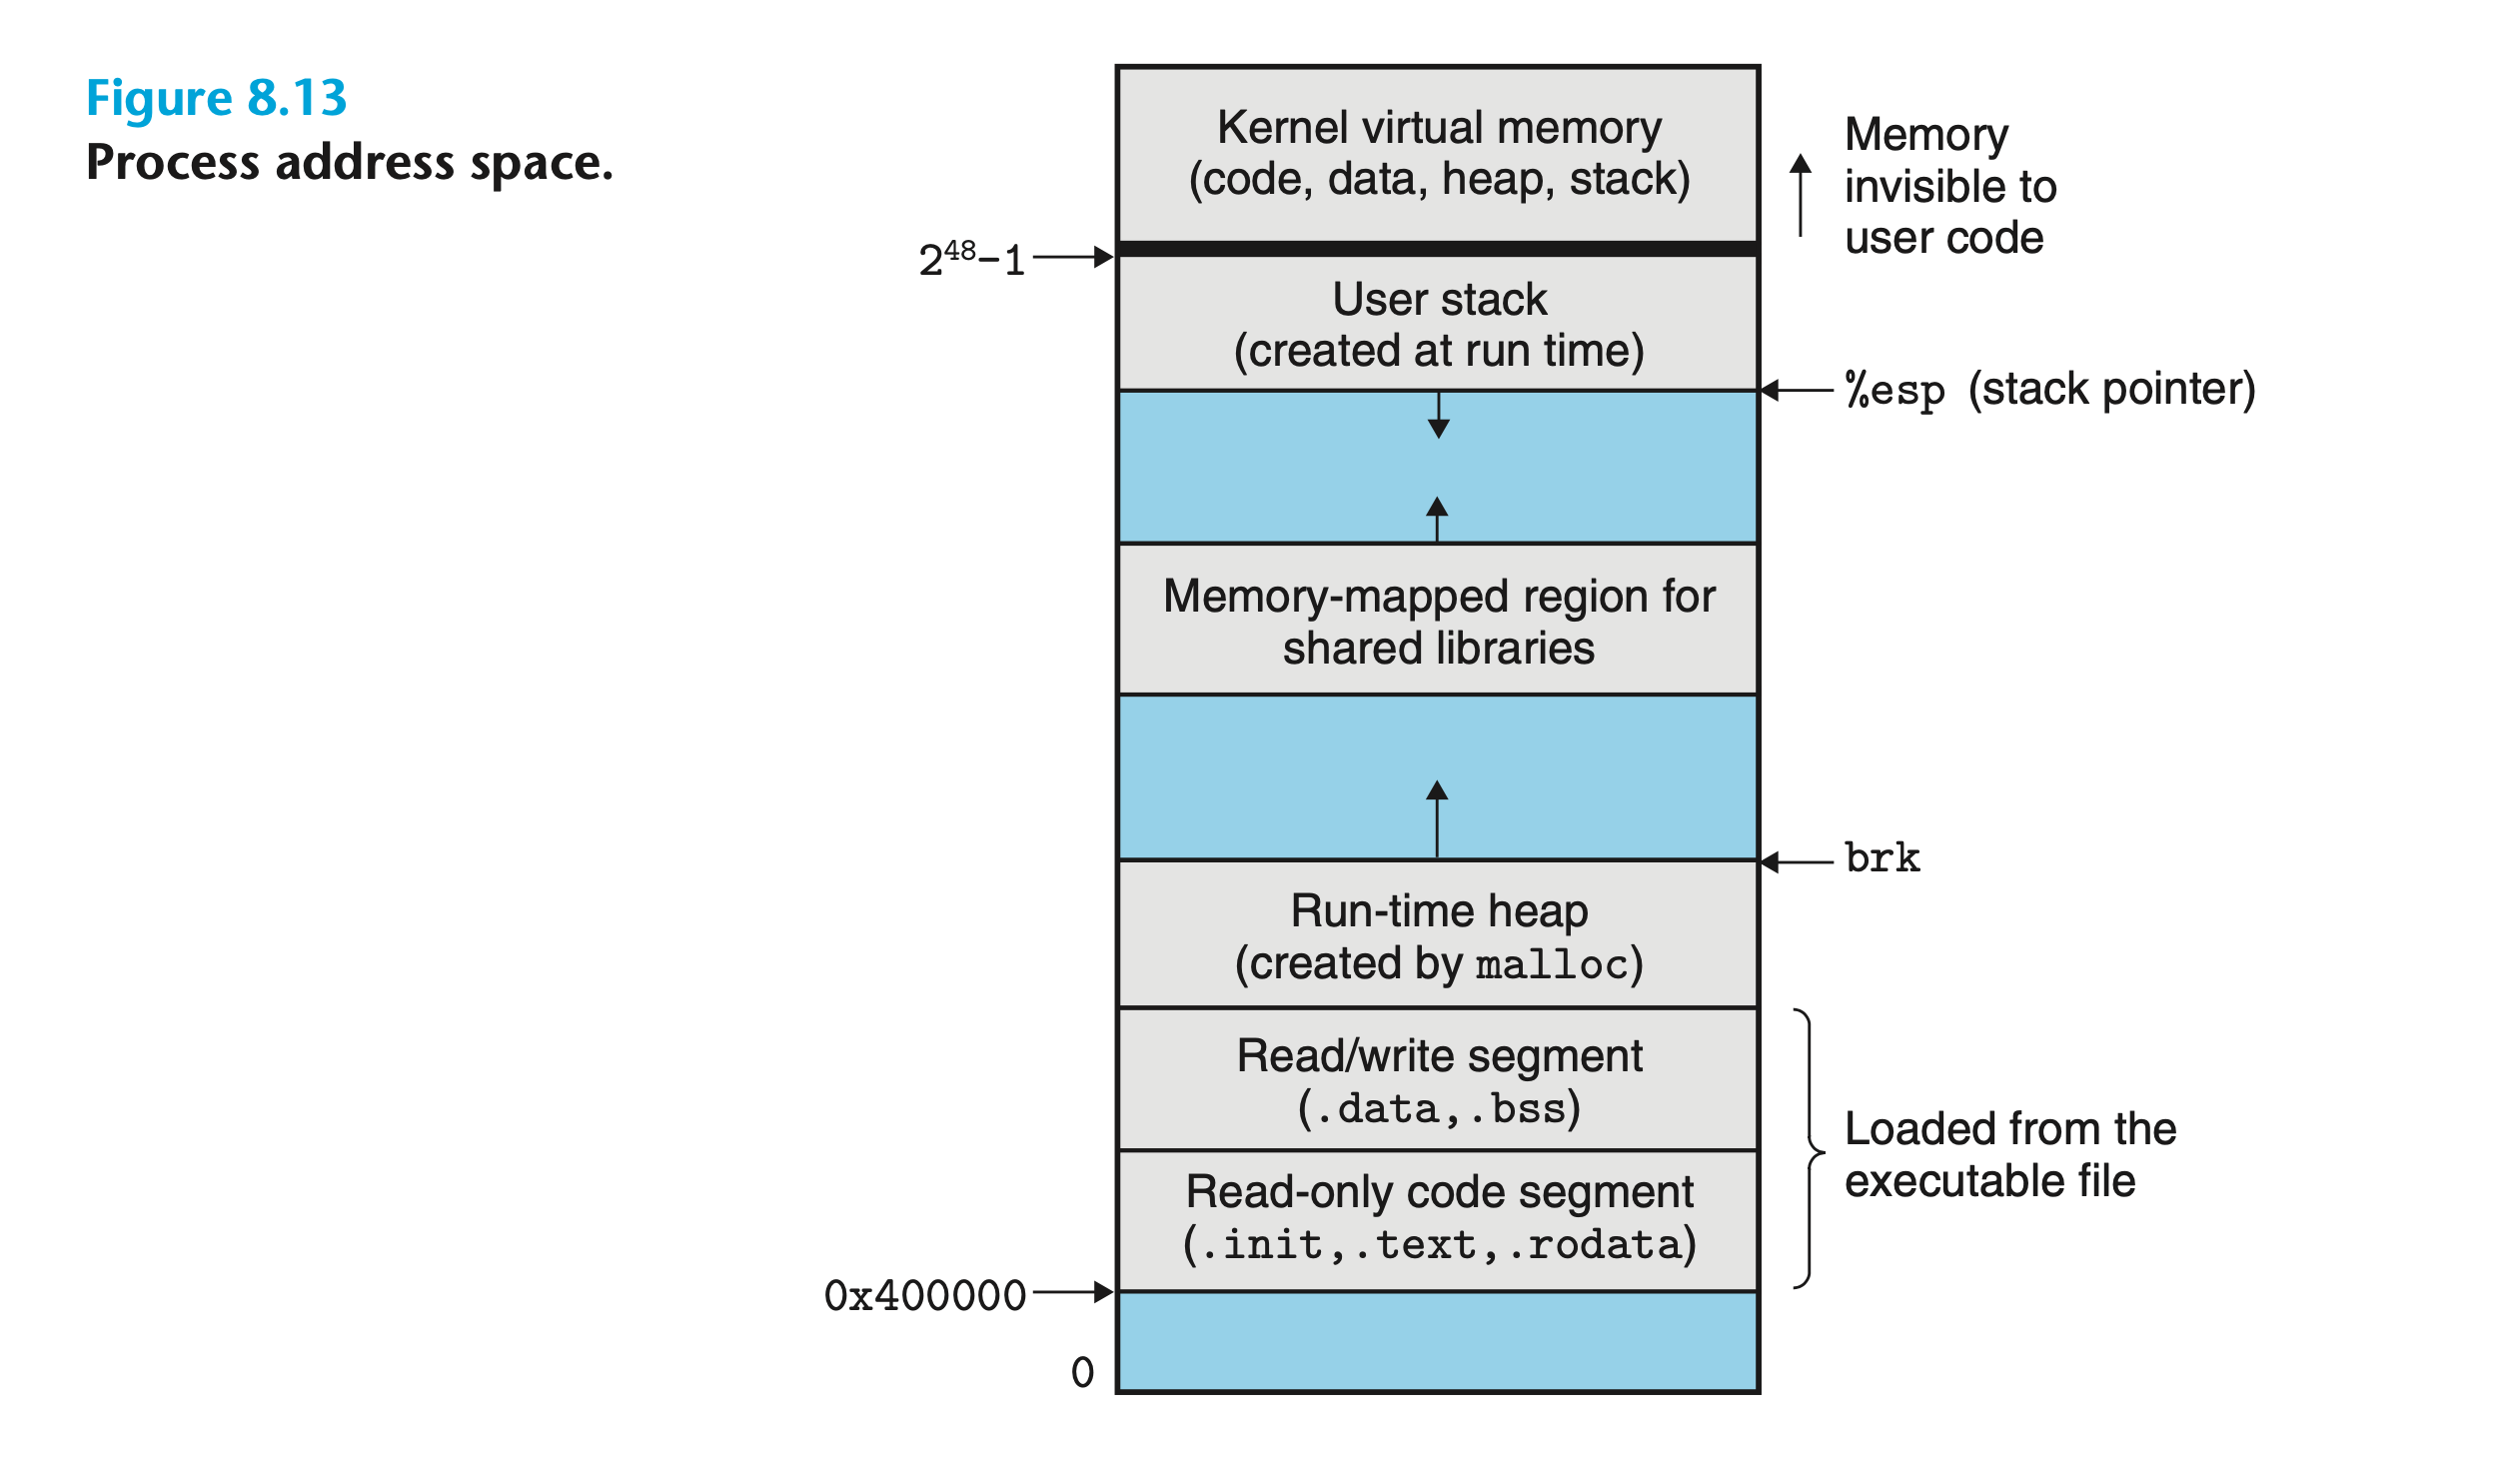 Figure 8.13
Process address space.
Kernel virtual memory
(code, data, heap, stack)
Memory
invisible to
user code
2⁴⁸–1
User stack
(created at run time)
%esp (stack pointer)
Memory-mapped region for
shared libraries
brk
Run-time heap
(created by malloc)
Read/write segment
(.data,.bss)
Loaded from the
executable file
Read-only code segment
(.init,.text,.rodata)
0x400000
0